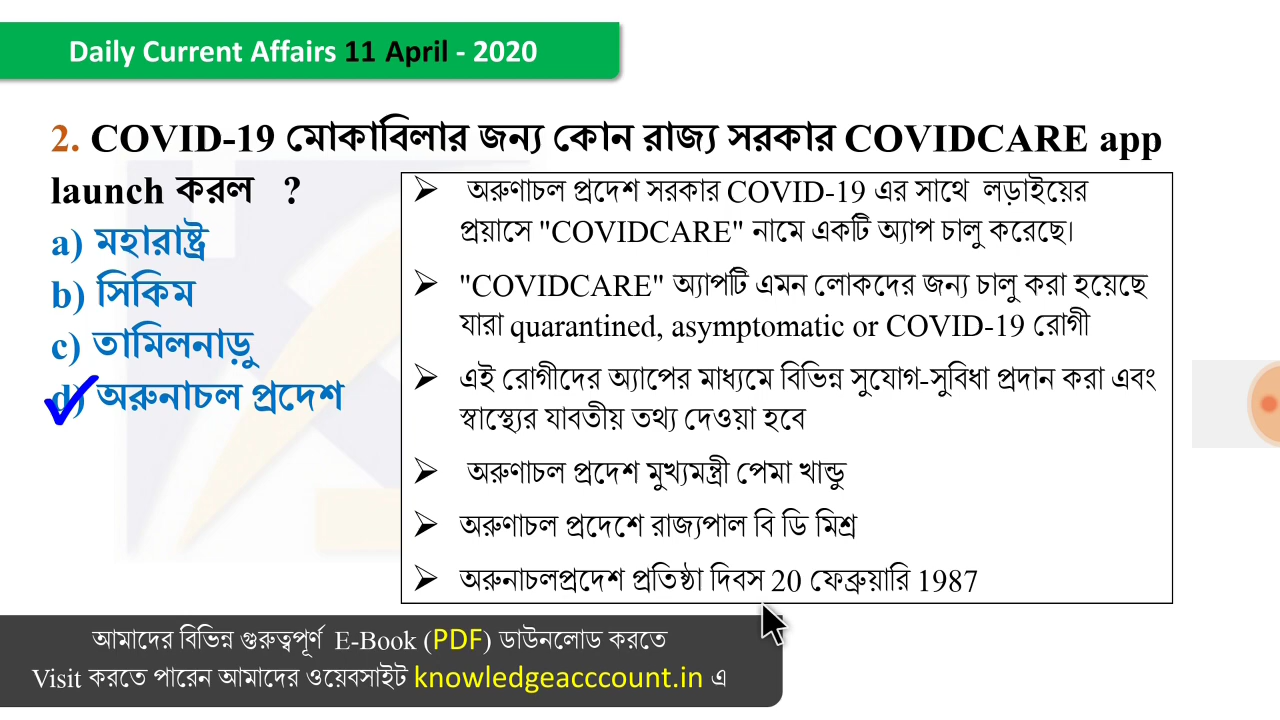 Daily Current Affairs 11 April - 2020
2. COVID-19 মোকাবিলার জন্য কোন রাজ্য সরকার COVIDCARE app
launch করল ?
a) মহারাষ্ট্র
b) সিকিম
c) তামিলনাড়ু
d) অরুনাচল প্রদেশ
➢ অরুণাচল প্রদেশ সরকার COVID-19 এর সাথে লড়াইয়ের
প্রয়াসে "COVIDCARE" নামে একটি অ্যাপ চালু করেছে।
➢ "COVIDCARE" অ্যাপটি এমন লোকদের জন্য চালু করা হয়েছে
যারা quarantined, asymptomatic or COVID-19 রোগী
➢ এই রোগীদের অ্যাপের মাধ্যমে বিভিন্ন সুযোগ-সুবিধা প্রদান করা এবং
স্বাস্থ্যের যাবতীয় তথ্য দেওয়া হবে
➢ অরুণাচল প্রদেশ মুখ্যমন্ত্রী পেমা খান্ডু
➢ অরুণাচল প্রদেশে রাজ্যপাল বি ডি মিশ্র
➢ অরুনাচলপ্রদেশ প্রতিষ্ঠা দিবস 20 ফেব্রুয়ারি 1987
আমাদের বিভিন্ন গুরুত্বপূর্ণ E-Book (PDF) ডাউনলোড করতে
Visit করতে পারেন আমাদের ওয়েবসাইট knowledgeacccount.in এ